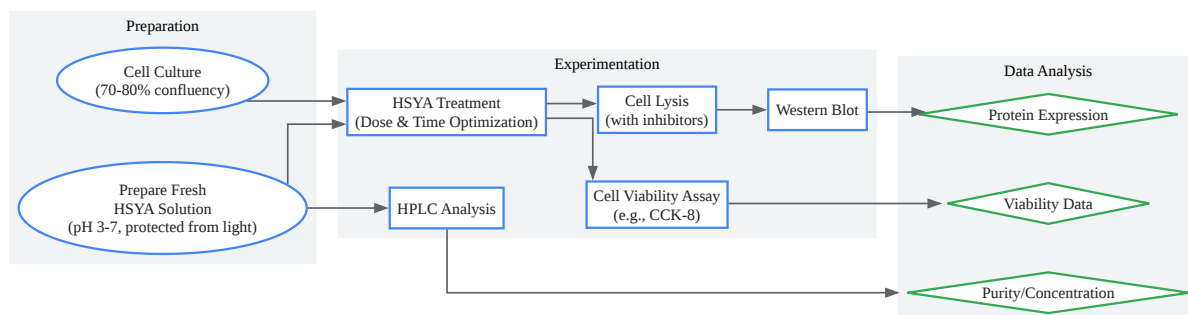 Preparation
Cell Culture
(70-80% confluency)
Prepare Fresh
HSYA Solution
(pH 3-7, protected from light)
Experimentation
HSYA Treatment
(Dose & Time Optimization)
Cell Lysis
(with inhibitors)
Western Blot
HPLC Analysis
Cell Viability Assay
(e.g., CCK-8)
Data Analysis
Protein Expression
Viability Data
Purity/Concentration